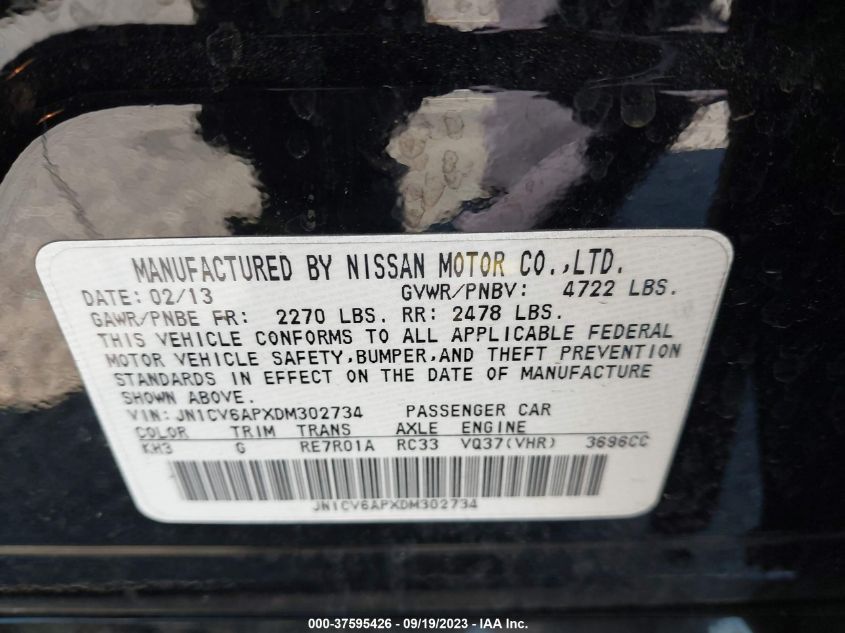 MANUFACTURED BY NISSAN MOTOR CO.,LTD.
DATE: 02/13 GVWR/PNBV: 4722 LBS.
GAWR/PNBE FR: 2270 LBS. RR: 2478 LBS.
THIS VEHICLE CONFORMS TO ALL APPLICABLE FEDERAL
MOTOR VEHICLE SAFETY,BUMPER,AND THEFT PREVENTION
STANDARDS IN EFFECT ON THE DATE OF MANUFACTURE
SHOWN ABOVE.
VIN: JN1CV6APXDM302734 PASSENGER CAR
COLOR TRIM TRANS AXLE ENGINE
KH3 G RE7R01A RC33 VQ37(VHR) 3696CC
JN1CV6APXDM302734
000-37595426 - 09/19/2023 - IAA Inc.